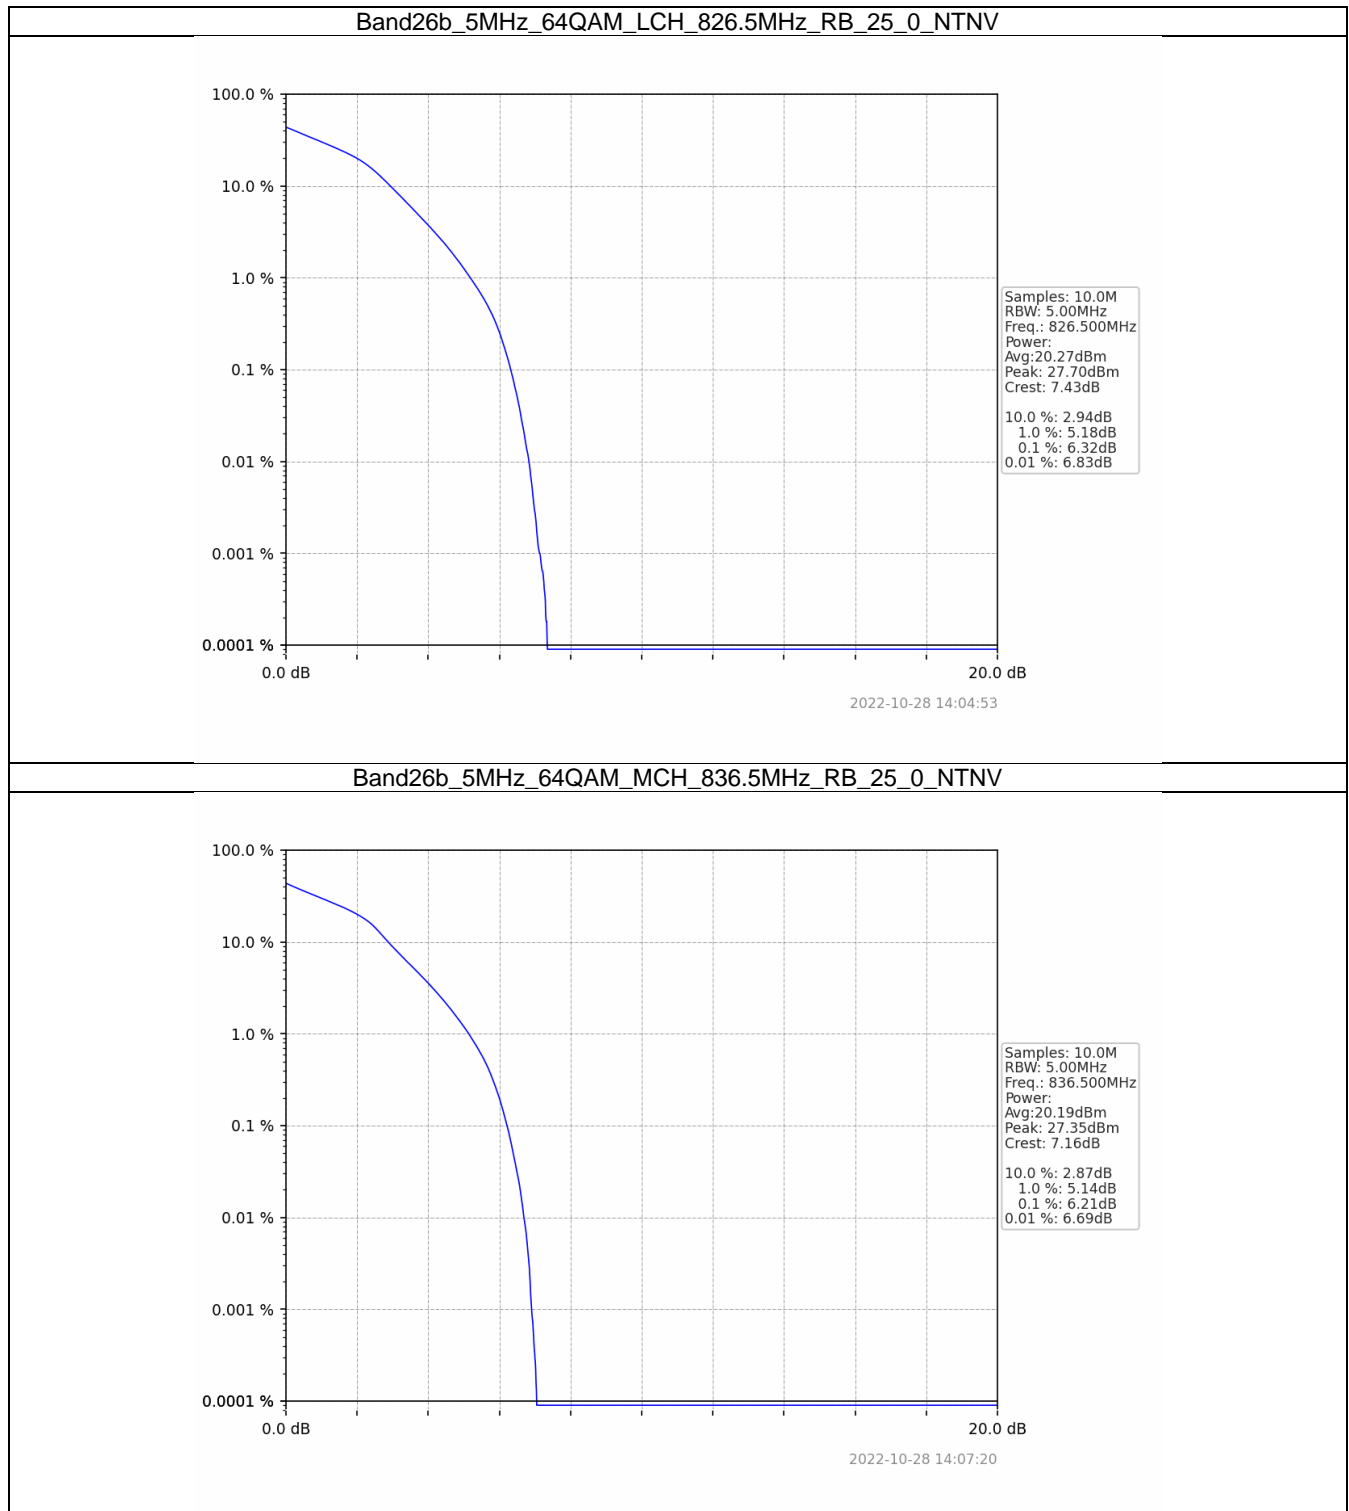 Band26b_5MHz_64QAM_LCH_826.5MHz_RB_25_0_NTNV
100.0 %
10.0 %
1.0 %
0.1 %
0.01 %
0.001 %
0.0001 %
0.0 dB
20.0 dB
Samples: 10.0M
RBW: 5.00MHz
Freq.: 826.500MHz
Power:
Avg:20.27dBm
Peak: 27.70dBm
Crest: 7.43dB
10.0 %: 2.94dB
1.0 %: 5.18dB
0.1 %: 6.32dB
0.01 %: 6.83dB
2022-10-28 14:04:53
Band26b_5MHz_64QAM_MCH_836.5MHz_RB_25_0_NTNV
100.0 %
10.0 %
1.0 %
0.1 %
0.01 %
0.001 %
0.0001 %
0.0 dB
20.0 dB
Samples: 10.0M
RBW: 5.00MHz
Freq.: 836.500MHz
Power:
Avg:20.19dBm
Peak: 27.35dBm
Crest: 7.16dB
10.0 %: 2.87dB
1.0 %: 5.14dB
0.1 %: 6.21dB
0.01 %: 6.69dB
2022-10-28 14:07:20